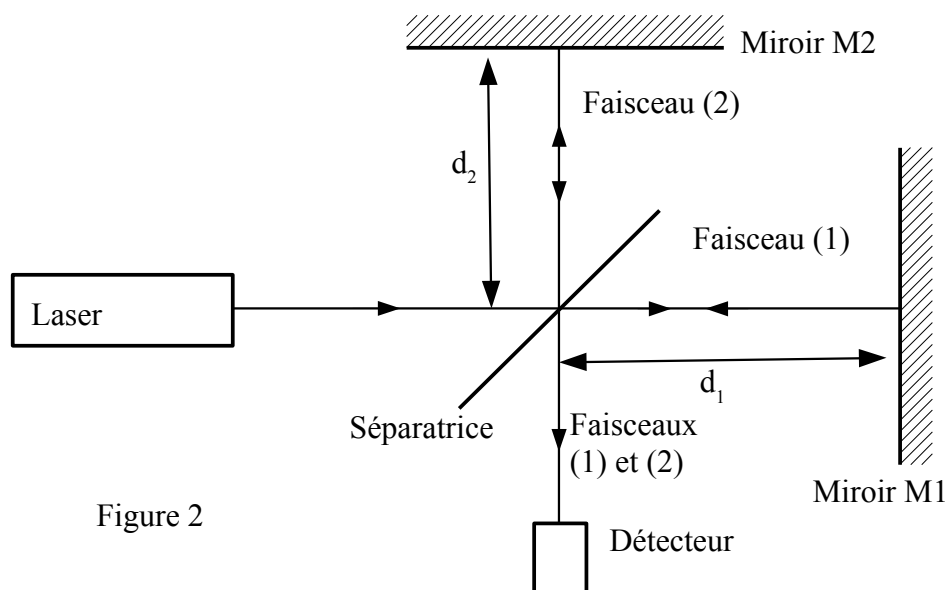 Miroir M2
Faisceau (2)
d₂
Faisceau (1)
Laser
d₁
Séparatrice
Faisceaux
(1) et (2)
Miroir M1
Figure 2
Détecteur